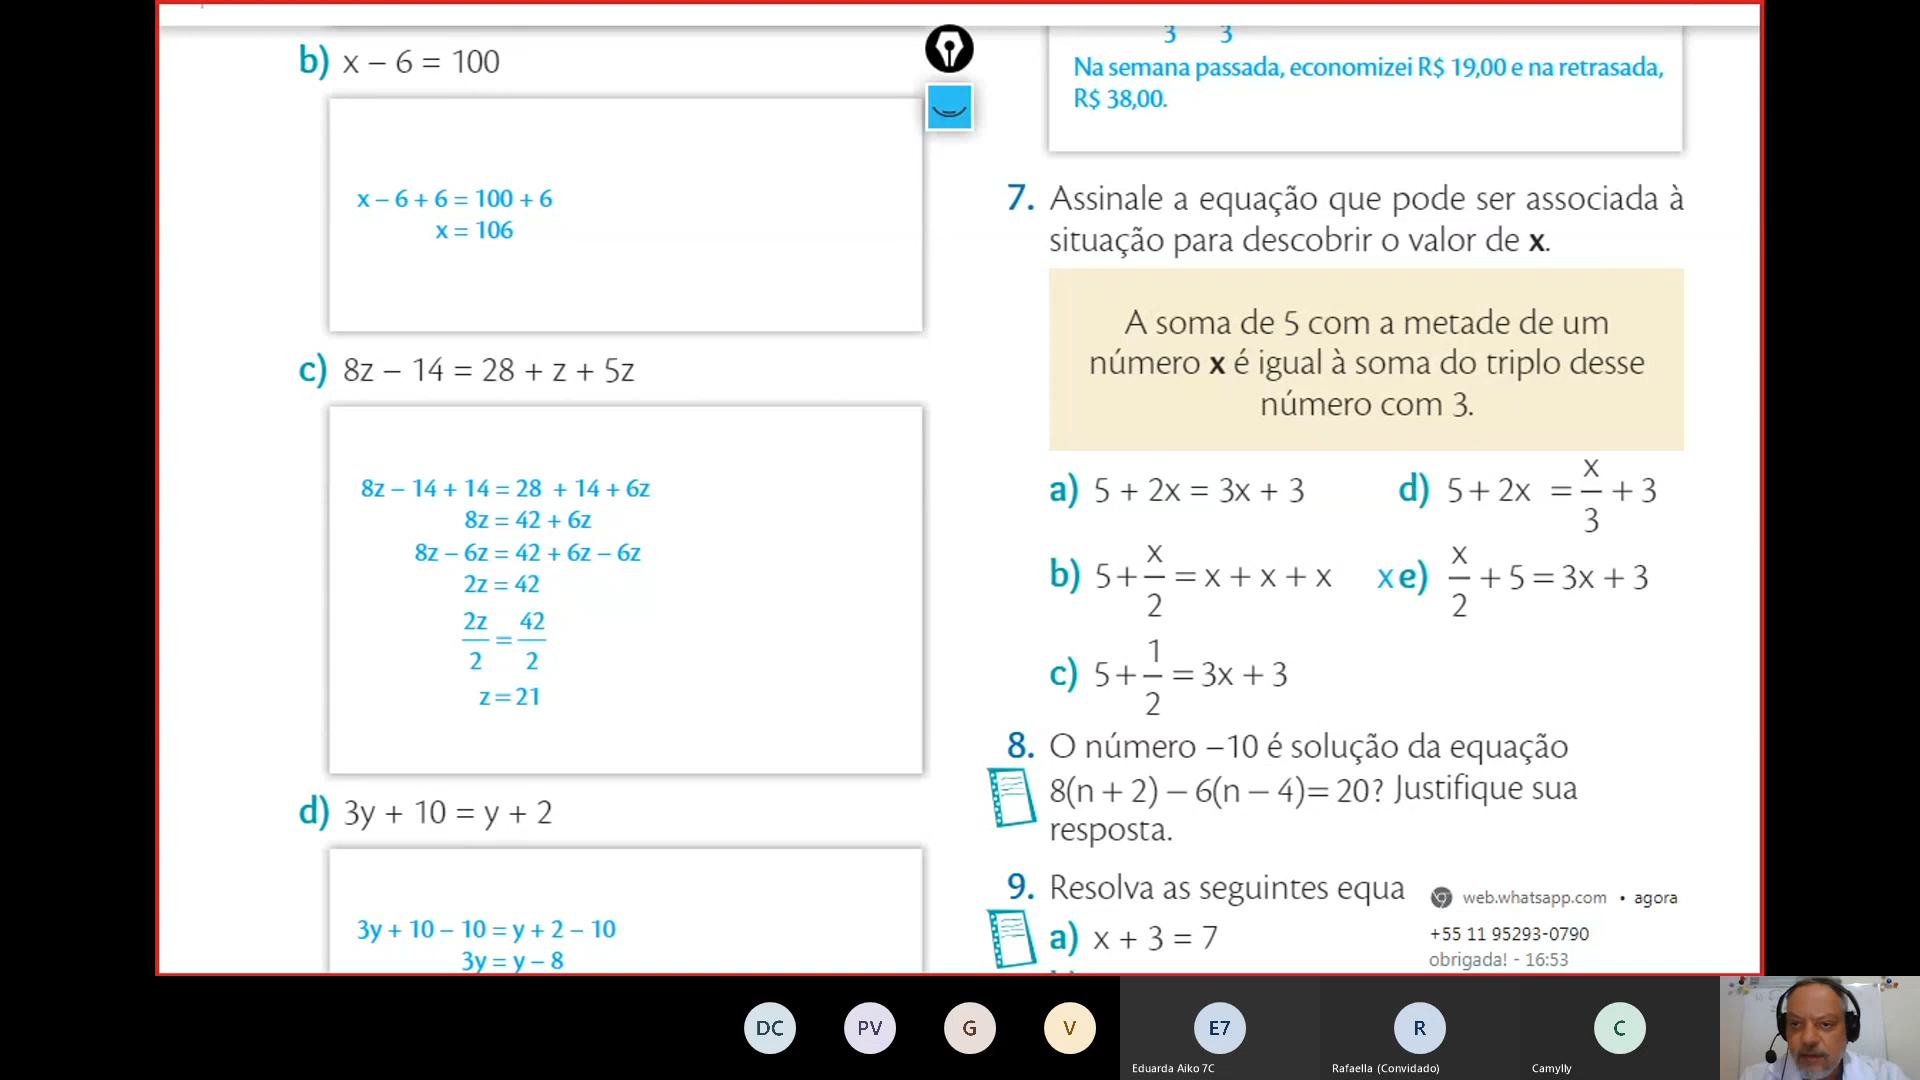 b) x – 6 = 100
x – 6 + 6 = 100 + 6
x = 106
c) 8z – 14 = 28 + z + 5z
8z – 14 + 14 = 28 + 14 + 6z
8z = 42 + 6z
8z – 6z = 42 + 6z – 6z
2z = 42
2z/2 = 42/2
z = 21
d) 3y + 10 = y + 2
3y + 10 – 10 = y + 2 – 10
3y = y – 8
3 3
Na semana passada, economizei R$ 19,00 e na retrasada,
R$ 38,00.
7. Assinale a equação que pode ser associada à
situação para descobrir o valor de x.
A soma de 5 com a metade de um
número x é igual à soma do triplo desse
número com 3.
a) 5 + 2x = 3x + 3
d) 5 + 2x = x/3 + 3
b) 5 + x/2 = x + x + x
x e) x/2 + 5 = 3x + 3
c) 5 + 1/2 = 3x + 3
8. O número –10 é solução da equação
8(n + 2) – 6(n – 4)= 20? Justifique sua
resposta.
9. Resolva as seguintes equa
a) x + 3 = 7
web.whatsapp.com • agora
+55 11 95293-0790
obrigada! - 16:53
DC
PV
G
V
E7
R
C
Eduarda Aiko 7C
Rafaella (Convidado)
Camylly